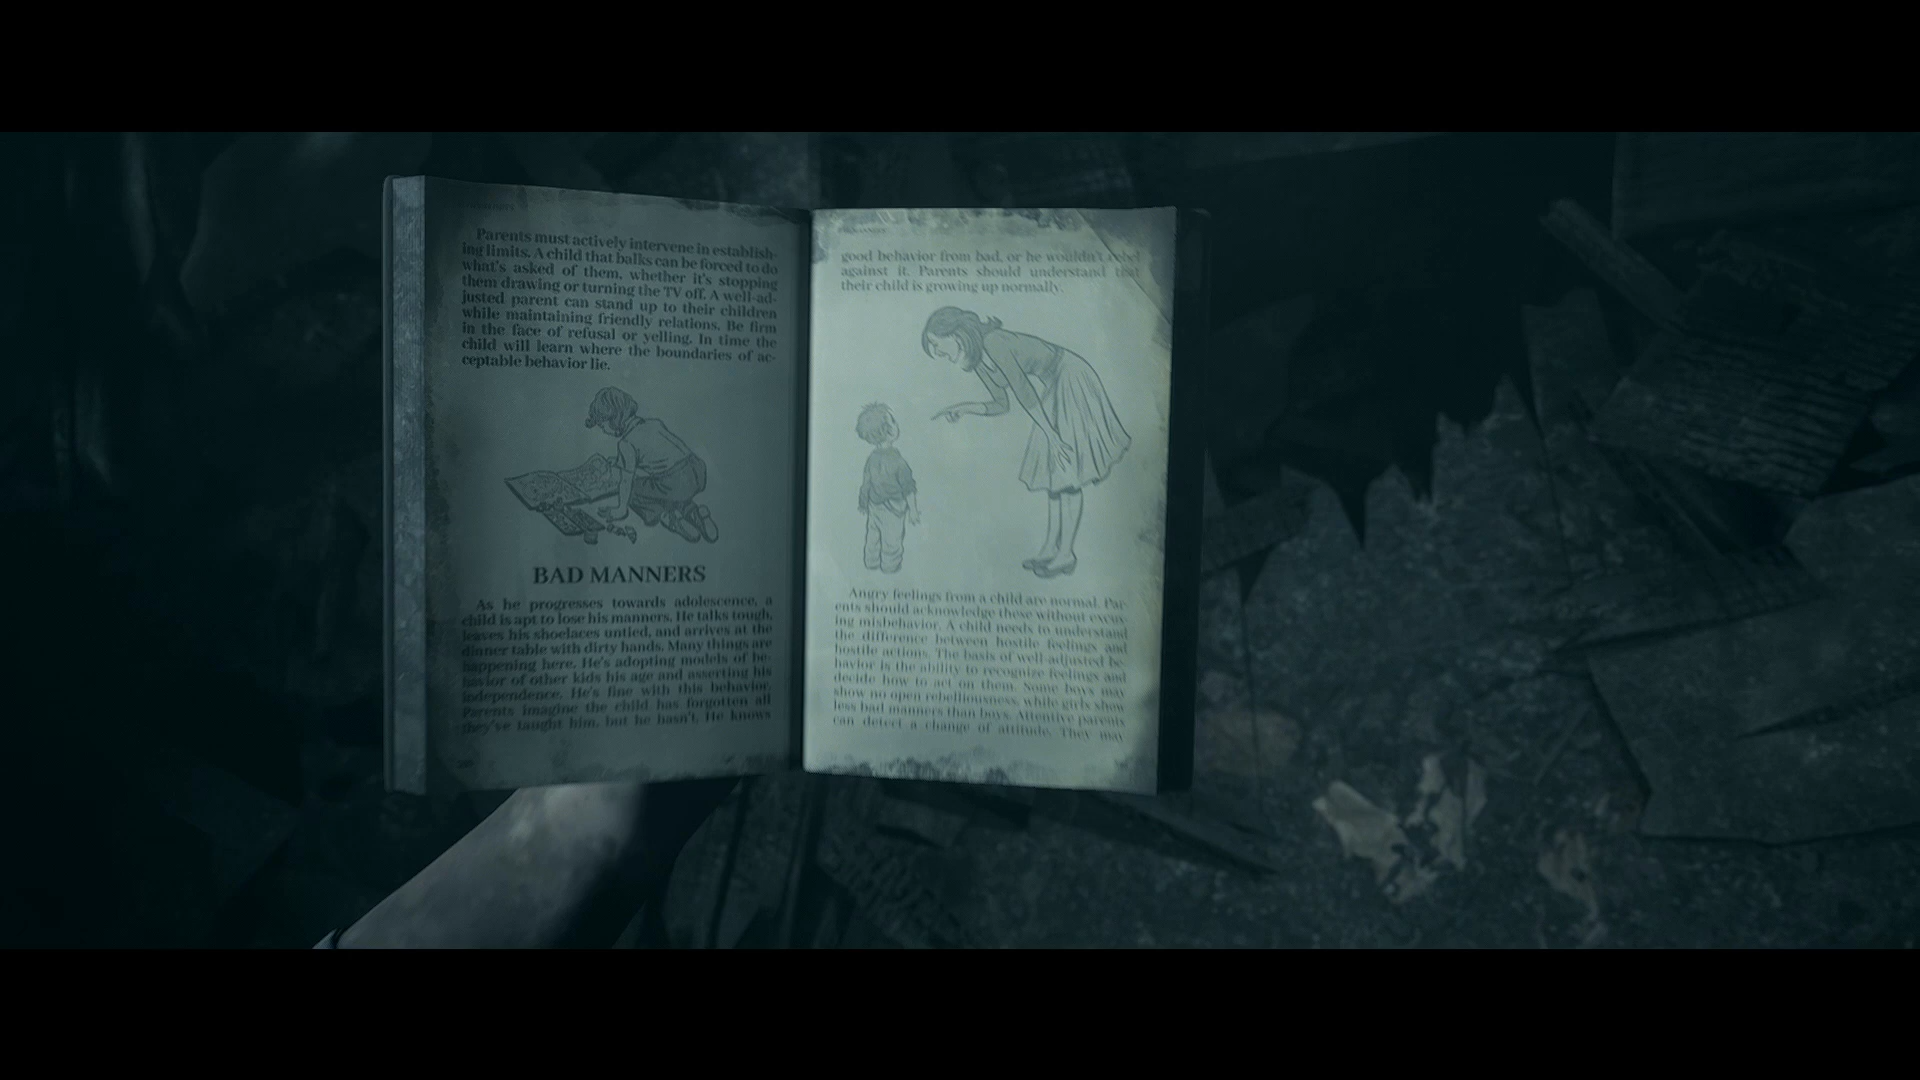 Parents must actively intervene in establish-
ing limits. A child that balks can be forced to do
what's asked of them, whether it's stopping
them drawing or turning the TV off. A well-ad-
justed parent can stand up to their children
while maintaining friendly relations. Be firm
in the face of refusal or yelling. In time the
child will learn where the boundaries of ac-
ceptable behavior lie.
BAD MANNERS
As he progresses towards adolescence, a
child is apt to lose his manners. He talks tough,
leaves his shoelaces untied, and arrives at the
dinner table with dirty hands. Many things are
happening here. He's adopting models of be-
havior of other kids his age and asserting his
independence. He's fine with this behavior.
Parents imagine the child has forgotten all
they've taught him, but he hasn't. He knows
good behavior from bad, or he wouldn't rebel
against it. Parents should understand that
their child is growing up normally.
Angry feelings from a child are normal. Par-
ents should acknowledge these without excus-
ing misbehavior. A child needs to understand
the difference between hostile feelings and
hostile actions. The basis of well-adjusted be-
havior is the ability to recognize feelings and
decide how to act on them. Some boys may
show no open rebelliousness, while girls show
less bad manners than boys. Attentive parents
can detect a change of attitude. They may